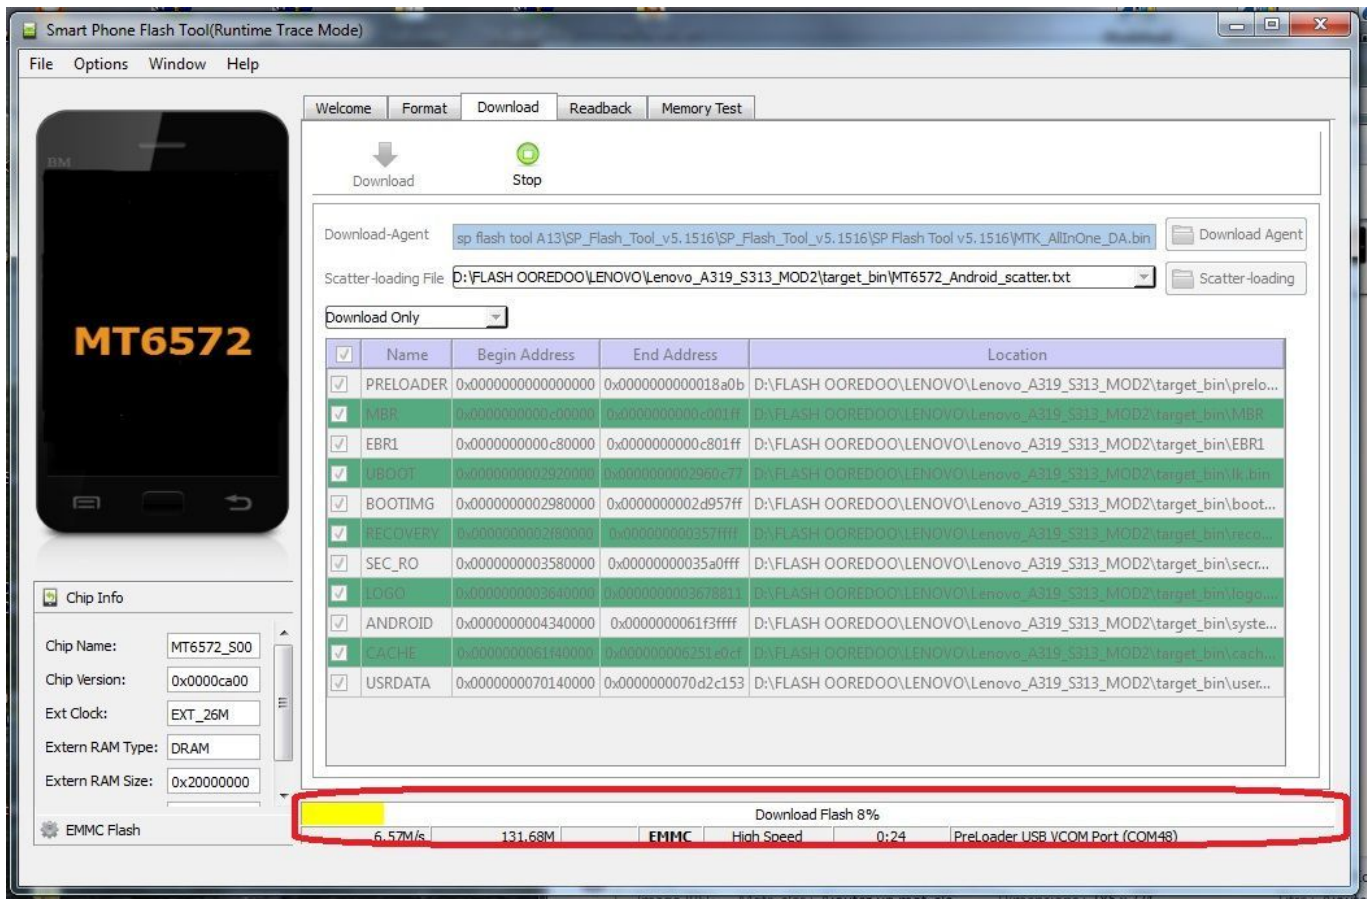 Smart Phone Flash Tool(Runtime Trace Mode)
File Options Window Help
Welcome Format Download Readback Memory Test
BM
MT6572
Download Stop
Download-Agent sp flash tool A13\SP_Flash_Tool_v5.1516\SP_Flash_Tool_v5.1516\SP Flash Tool v5.1516\MTK_AllInOne_DA.bin Download Agent
Scatter-loading File D:\FLASH OOREDOO\LENOVO\Lenovo_A319_S313_MOD2\target_bin\MT6572_Android_scatter.txt Scatter-loading
Download Only
Name Begin Address End Address Location
PRELOADER 0x0000000000000000 0x0000000000018a0b D:\FLASH OOREDOO\LENOVO\Lenovo_A319_S313_MOD2\target_bin\prelo...
MBR 0x0000000000c00000 0x0000000000c001ff D:\FLASH OOREDOO\LENOVO\Lenovo_A319_S313_MOD2\target_bin\MBR
EBR1 0x0000000000c80000 0x0000000000c801ff D:\FLASH OOREDOO\LENOVO\Lenovo_A319_S313_MOD2\target_bin\EBR1
UBOOT 0x0000000002920000 0x0000000002960c77 D:\FLASH OOREDOO\LENOVO\Lenovo_A319_S313_MOD2\target_bin\lk.bin
BOOTIMG 0x0000000002980000 0x0000000002d957ff D:\FLASH OOREDOO\LENOVO\Lenovo_A319_S313_MOD2\target_bin\boot...
RECOVERY 0x0000000002f80000 0x000000000357ffff D:\FLASH OOREDOO\LENOVO\Lenovo_A319_S313_MOD2\target_bin\reco...
SEC_RO 0x0000000003580000 0x00000000035a0fff D:\FLASH OOREDOO\LENOVO\Lenovo_A319_S313_MOD2\target_bin\secr...
LOGO 0x0000000003640000 0x0000000003678811 D:\FLASH OOREDOO\LENOVO\Lenovo_A319_S313_MOD2\target_bin\logo....
ANDROID 0x0000000004340000 0x0000000061f3ffff D:\FLASH OOREDOO\LENOVO\Lenovo_A319_S313_MOD2\target_bin\syste...
CACHE 0x0000000061f40000 0x000000006251e0cf D:\FLASH OOREDOO\LENOVO\Lenovo_A319_S313_MOD2\target_bin\cach...
USRDATA 0x0000000070140000 0x0000000070d2c153 D:\FLASH OOREDOO\LENOVO\Lenovo_A319_S313_MOD2\target_bin\user...
Chip Info
Chip Name: MT6572_S00
Chip Version: 0x0000ca00
Ext Clock: EXT_26M
Extern RAM Type: DRAM
Extern RAM Size: 0x20000000
EMMC Flash
Download Flash 8%
6.57M/s 131.68M EMMC High Speed 0:24 PreLoader USB VCOM Port (COM48)